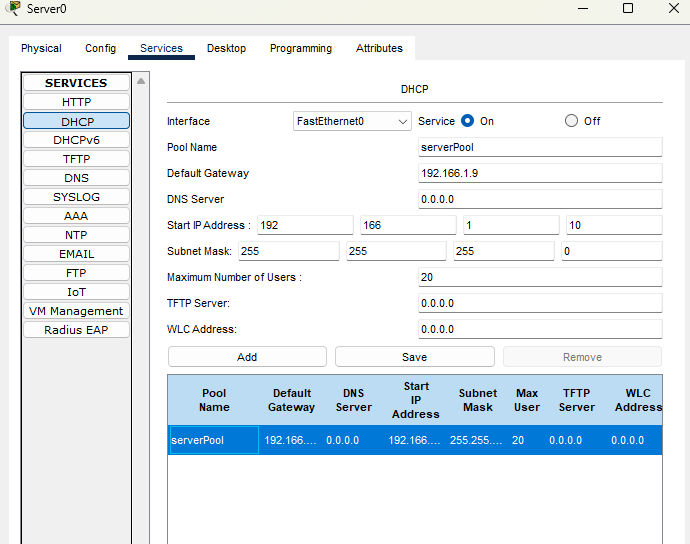 Server0
Physical Config Services Desktop Programming Attributes
SERVICES
HTTP
DHCP
DHCPv6
TFTP
DNS
SYSLOG
AAA
NTP
EMAIL
FTP
IoT
VM Management
Radius EAP
DHCP
Interface FastEthernet0 Service On Off
Pool Name serverPool
Default Gateway 192.166.1.9
DNS Server 0.0.0.0
Start IP Address : 192 166 1 10
Subnet Mask: 255 255 255 0
Maximum Number of Users : 20
TFTP Server: 0.0.0.0
WLC Address: 0.0.0.0
Add Save Remove
Pool Name Default Gateway DNS Server Start IP Address Subnet Mask Max User TFTP Server WLC Address
serverPool 192.166.... 0.0.0.0 192.166.... 255.255.... 20 0.0.0.0 0.0.0.0